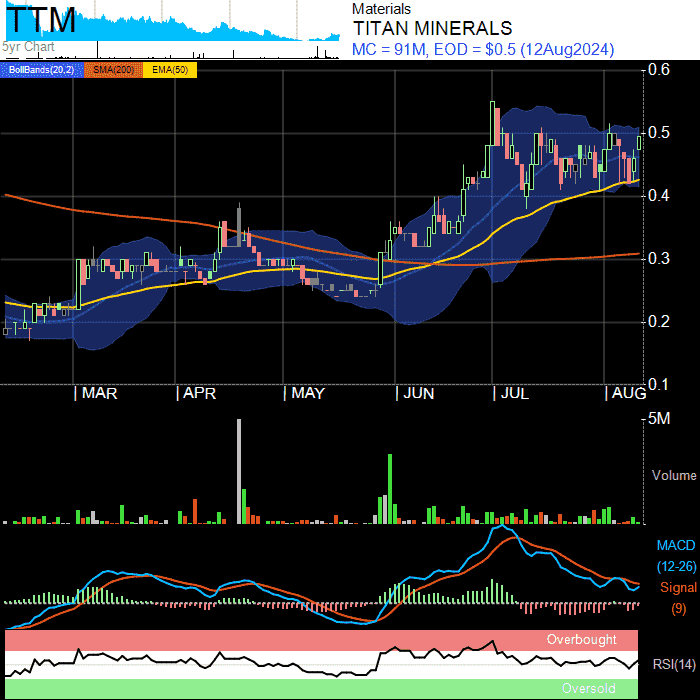 TTM
5yr Chart
Materials
TITAN MINERALS
MC = 91M, EOD = $0.5 (12Aug2024)
BollBands(20,2) SMA(200) EMA(50)
0.6
0.5
0.4
0.3
0.2
0.1
| MAR | APR | MAY | JUN | JUL | AUG
5M
Volume
MACD
(12-26)
Signal
(9)
Overbought
RSI(14)
Oversold